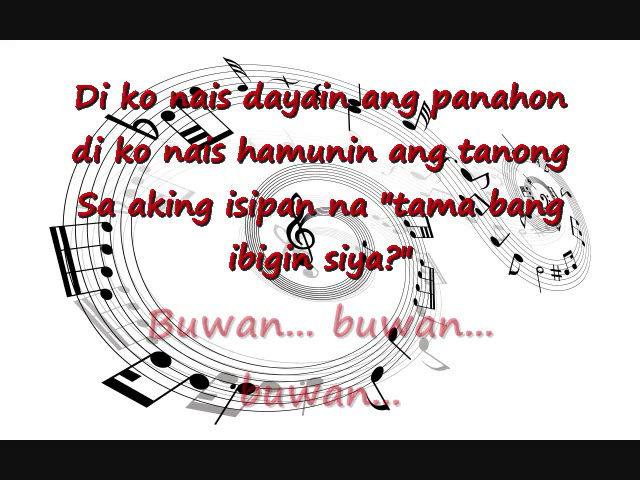 Di ko nais dayain ang panahon
di ko nais hamunin ang tanong
Sa aking isipan na "tama bang
ibigin siya?"
Buwan... buwan...
buwan...